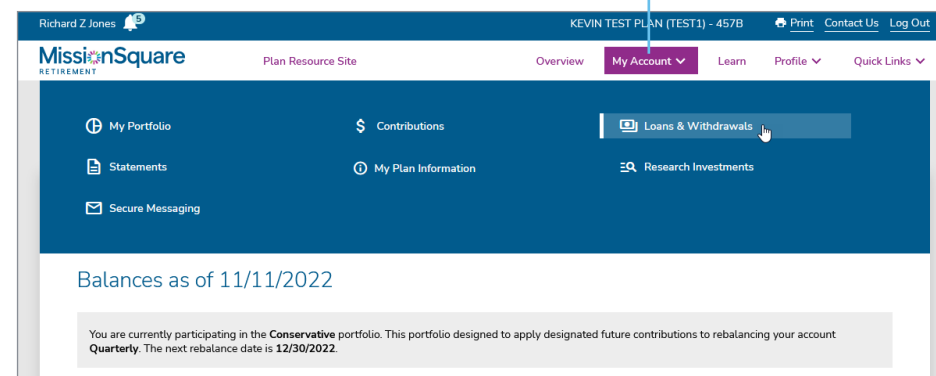 Richard Z Jones 5 KEVIN TEST PLAN (TEST1) - 457B Print Contact Us Log Out
MissionSquare
RETIREMENT
Plan Resource Site Overview My Account Learn Profile Quick Links
My Portfolio $ Contributions Loans & Withdrawals
Statements My Plan Information Research Investments
Secure Messaging
Balances as of 11/11/2022
You are currently participating in the Conservative portfolio. This portfolio designed to apply designated future contributions to rebalancing your account
Quarterly. The next rebalance date is 12/30/2022.